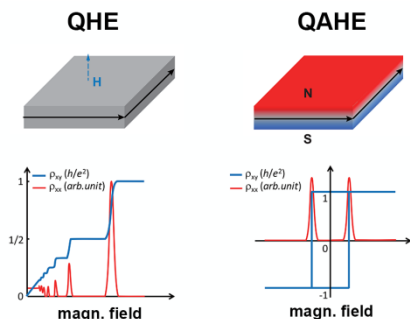 QHE
H
ρxy (h/e²)
ρxx (arb.unit)
1
1/2
0
magn. field
QAHE
N
S
ρxy (h/e²)
ρxx (arb.unit)
1
0
-1
magn. field